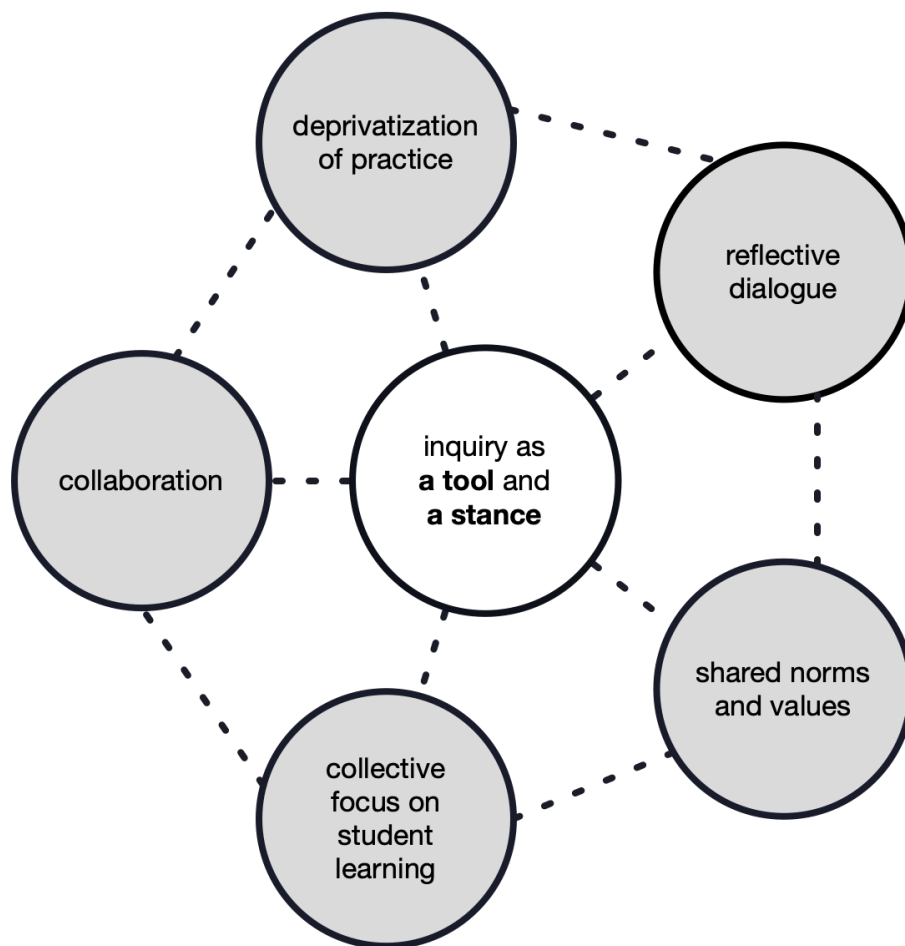 deprivatization
of practice
reflective
dialogue
inquiry as
a tool and
a stance
collaboration
shared norms
and values
collective
focus on
student
learning